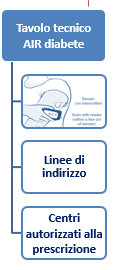 Tavolo tecnico
AIR diabete
Sensor
(no transmitter)
Scan with reader
(within a few cm
of sensor)
Linee di
indirizzo
Centri
autorizzati alla
prescrizione